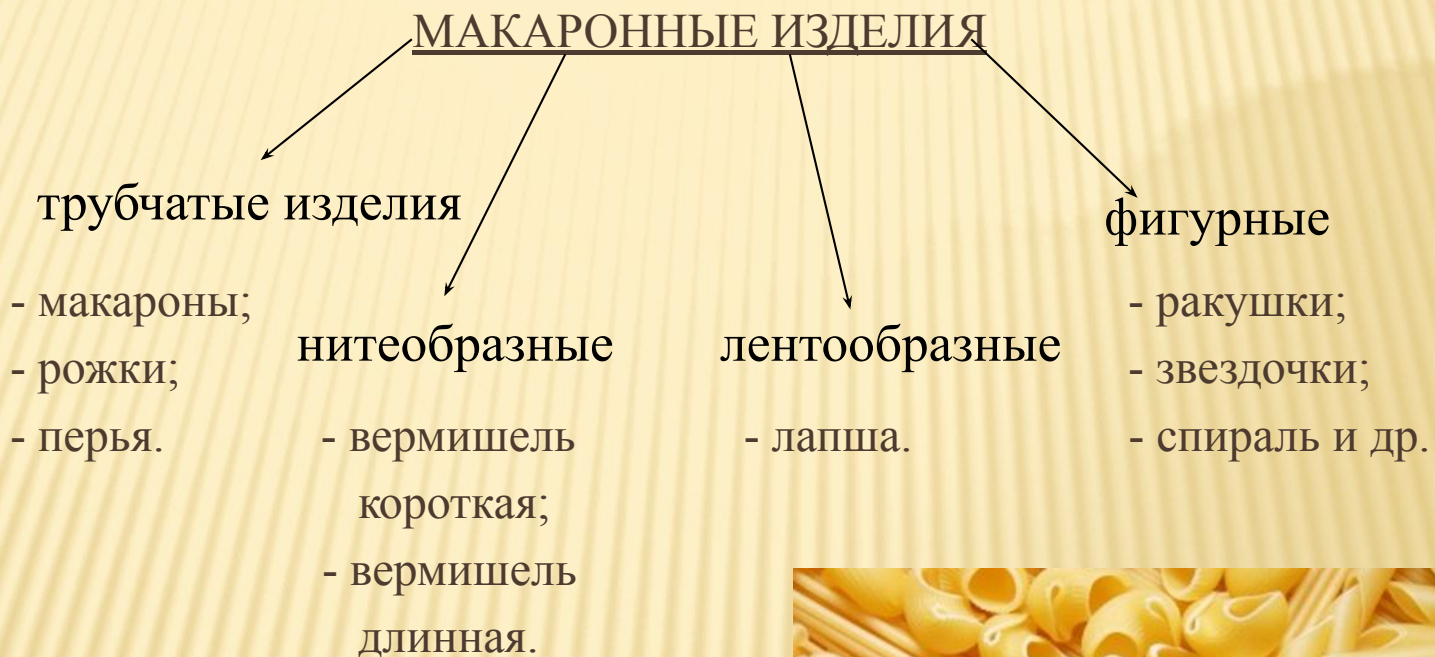 МАКАРОННЫЕ ИЗДЕЛИЯ
трубчатые изделия
- макароны;
- рожки;
- перья.
нитеобразные
- вермишель
короткая;
- вермишель
длинная.
лентообразные
- лапша.
фигурные
- ракушки;
- звездочки;
- спираль и др.